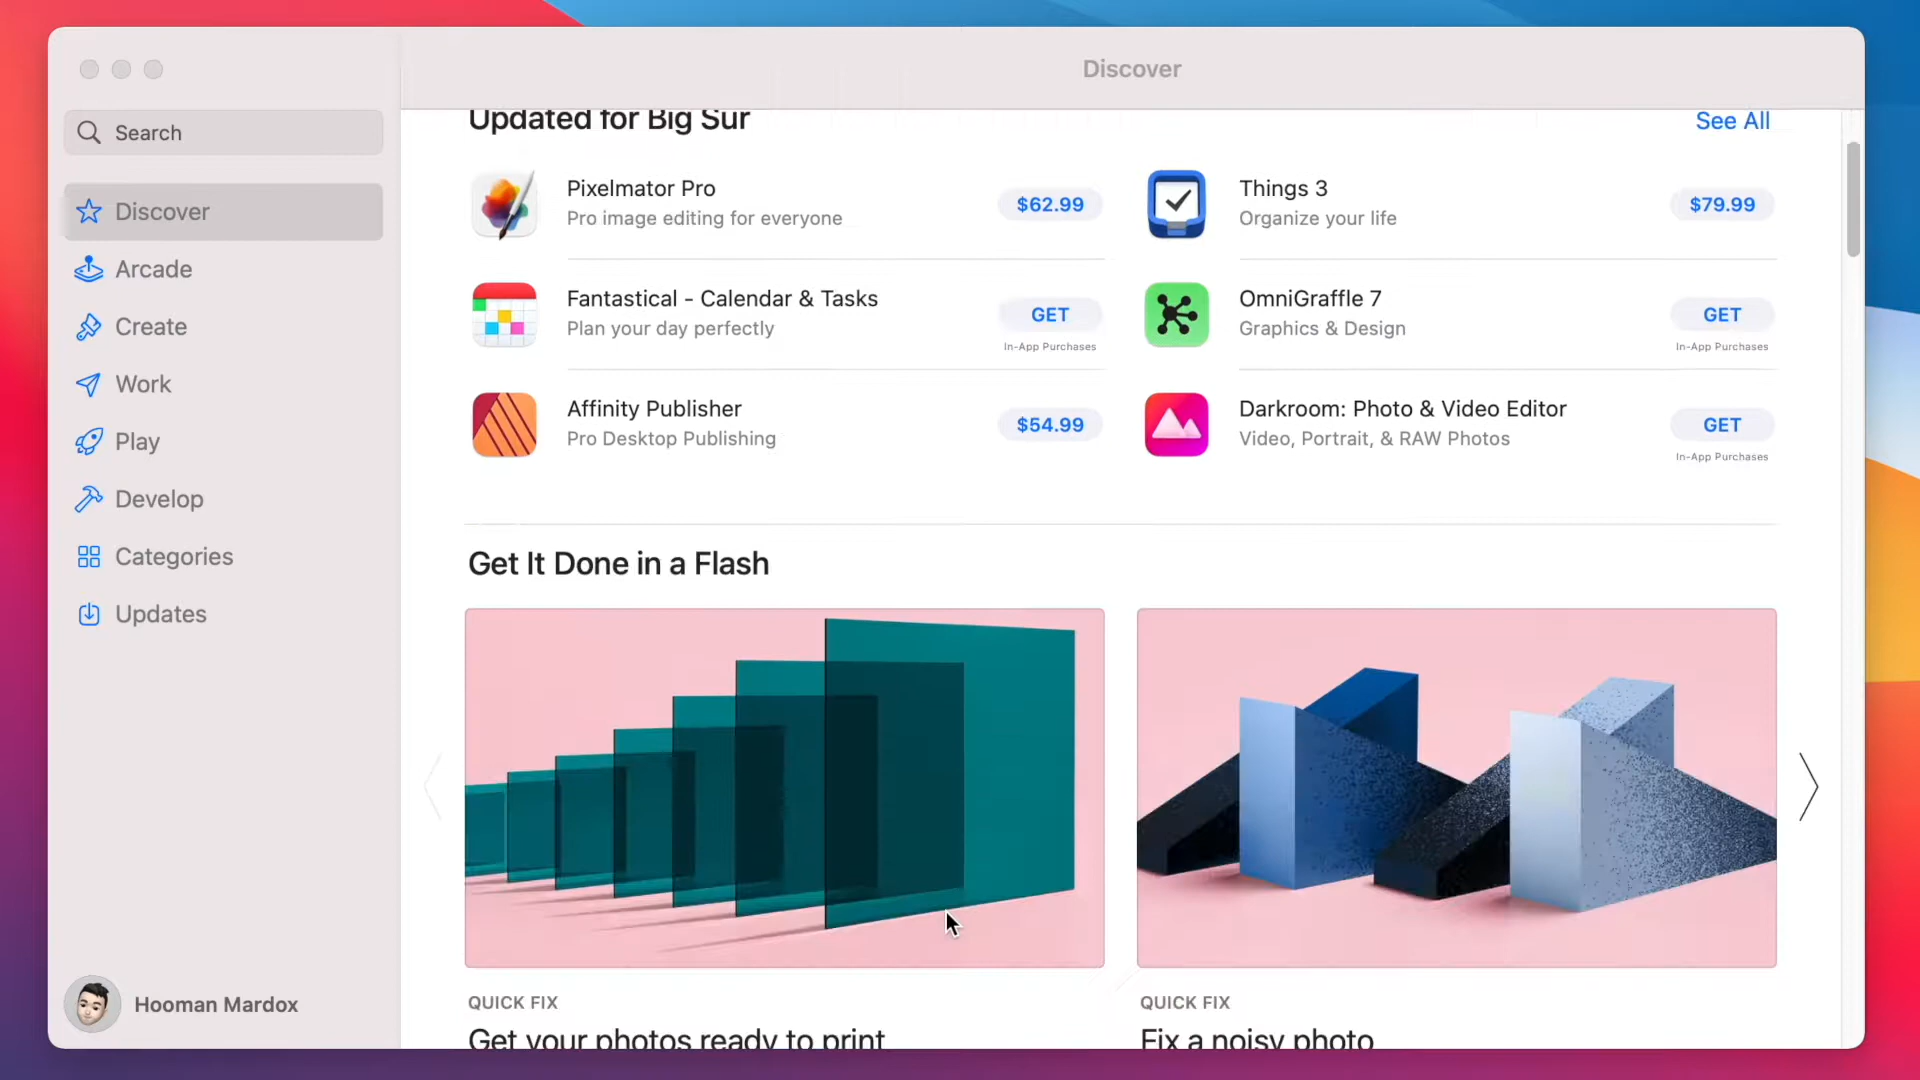 Discover
Search
Discover
Arcade
Create
Work
Play
Develop
Categories
Updates
Hooman Mardox
Updated for Big Sur
See All
Pixelmator Pro
Pro image editing for everyone
$62.99
Things 3
Organize your life
$79.99
Fantastical - Calendar & Tasks
Plan your day perfectly
GET
In-App Purchases
OmniGraffle 7
Graphics & Design
GET
In-App Purchases
Affinity Publisher
Pro Desktop Publishing
$54.99
Darkroom: Photo & Video Editor
Video, Portrait, & RAW Photos
GET
In-App Purchases
Get It Done in a Flash
QUICK FIX
Get your photos ready to print
QUICK FIX
Fix a noisy photo